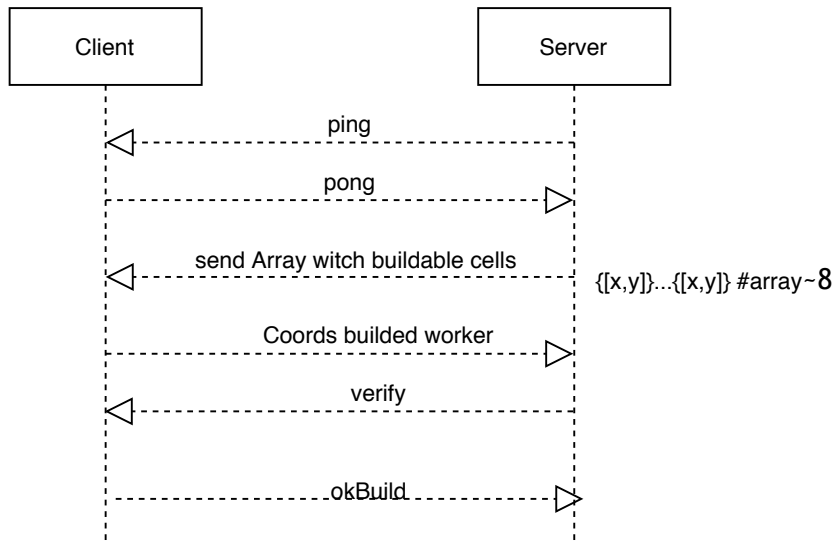 Client
Server
ping
pong
send Array witch buildable cells
{[x,y]}...{[x,y]} #array~8
Coords builded worker
verify
okBuild